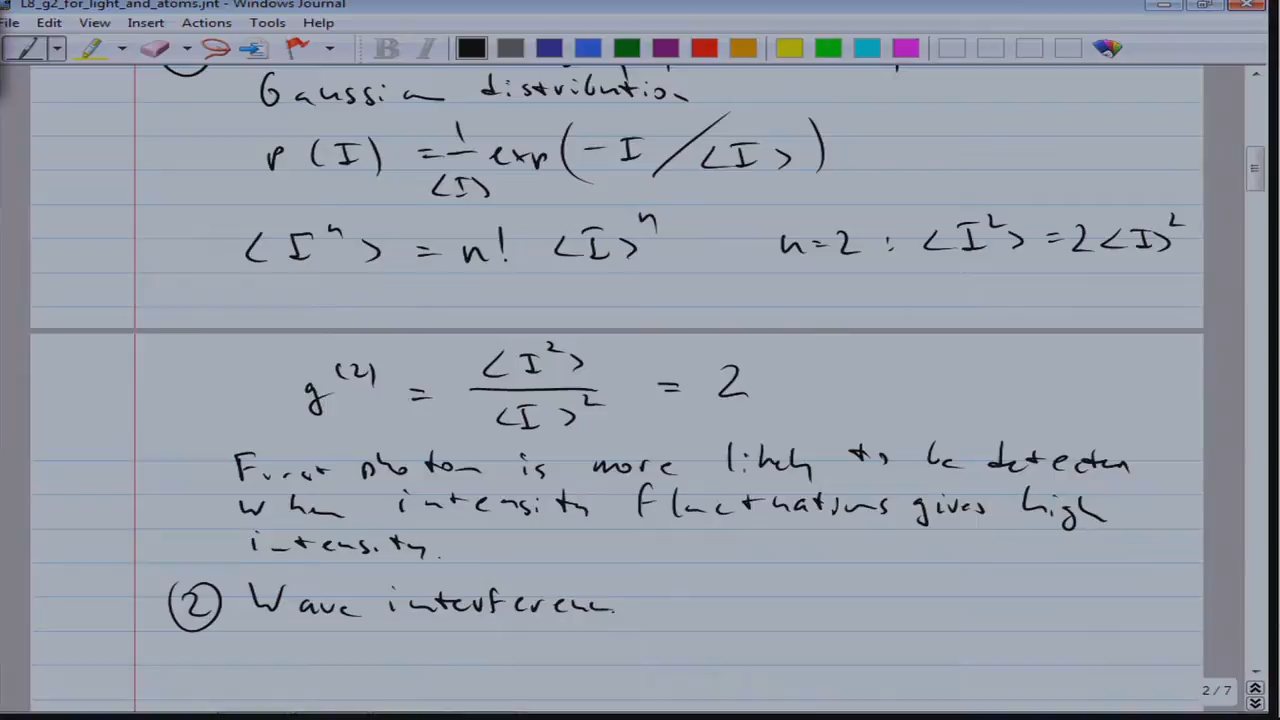 L8_g2_for_light_and_atoms.jnt - Windows Journal
File Edit View Insert Actions Tools Help
B I
Gaussian distribution
p (I) = 1/<I> exp(-I/<I>)
<I^n> = n! <I>^n n=2 : <I^2> = 2<I>^2
g^(2) = <I^2>/<I>^2 = 2
First photon is more likely to be detected
when intensity fluctuations gives high
intensity.
(2) Wave interference
2 / 7